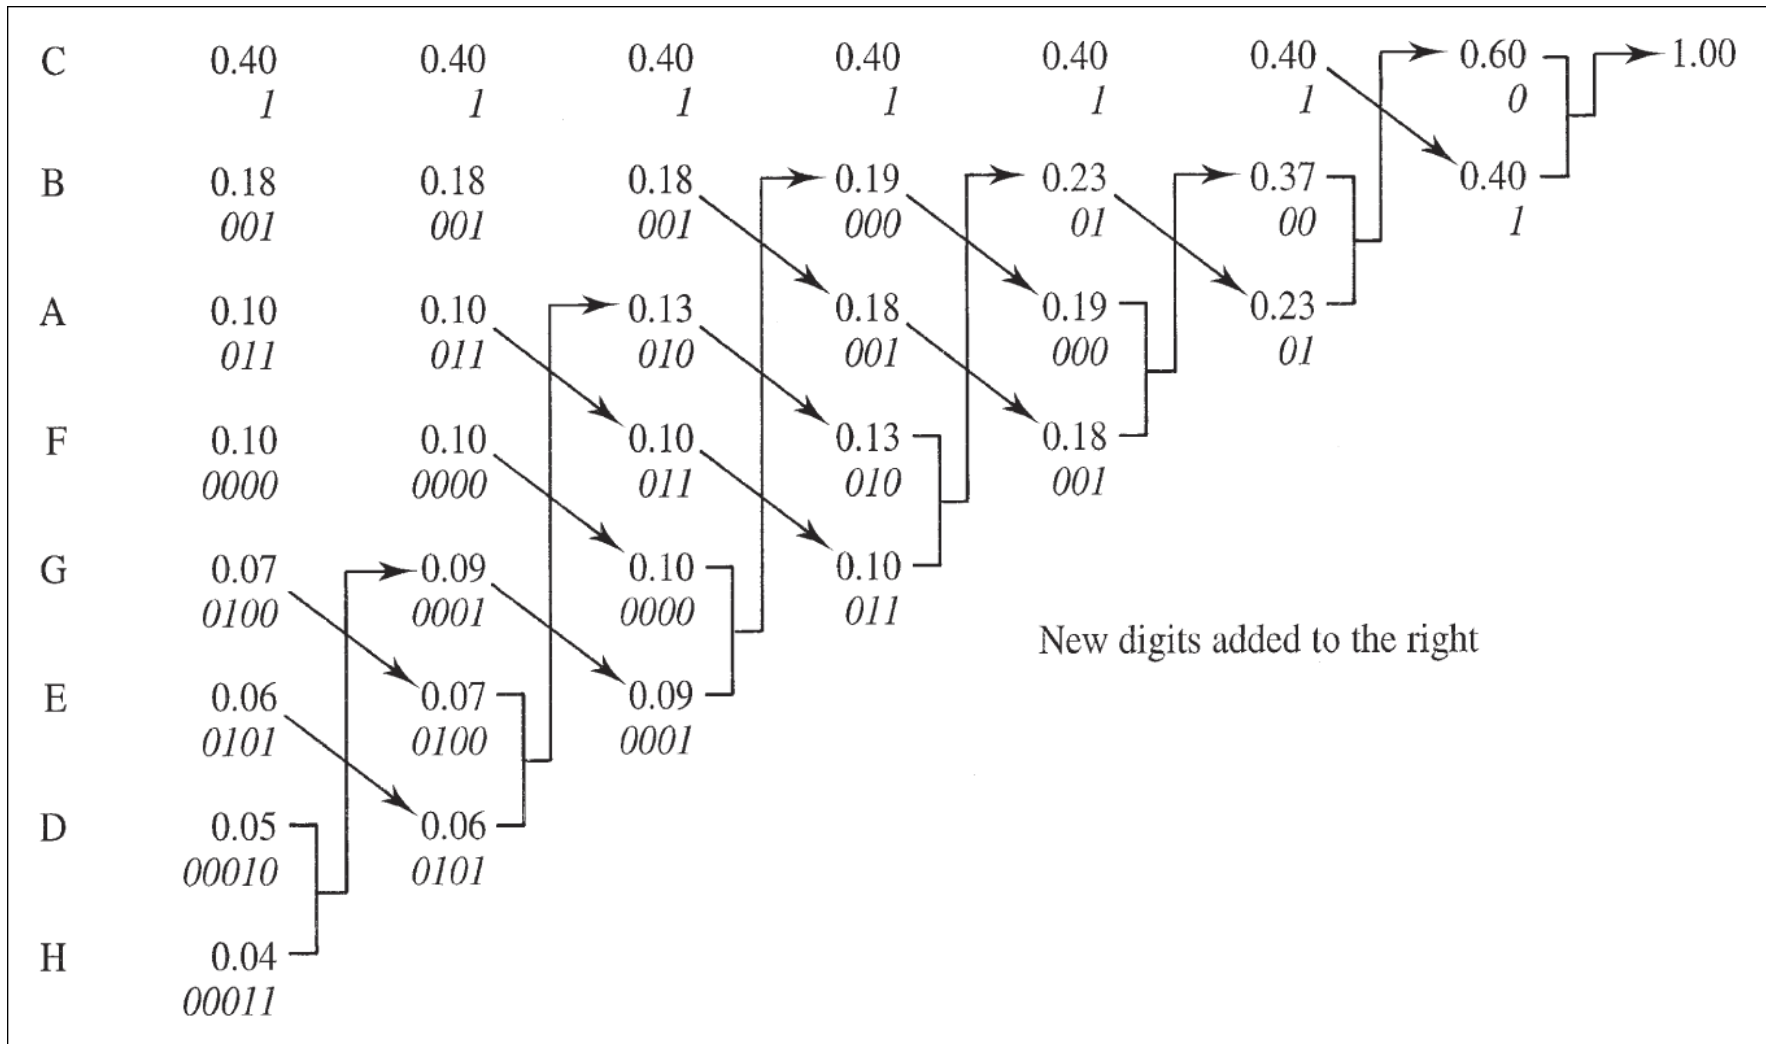 C 0.40 0.40 0.40 0.40 0.40 0.40 0.60 1.00
1 1 1 1 1 1 0
B 0.18 0.18 0.18 0.19 0.23 0.37 0.40
001 001 001 000 01 00 1
A 0.10 0.10 0.13 0.18 0.19 0.23
011 011 010 001 000 01
F 0.10 0.10 0.10 0.13 0.18
0000 0000 011 010 001
G 0.07 0.09 0.10 0.10
0100 0001 0000 011
New digits added to the right
E 0.06 0.07 0.09
0101 0100 0001
D 0.05 0.06
00010 0101
H 0.04
00011